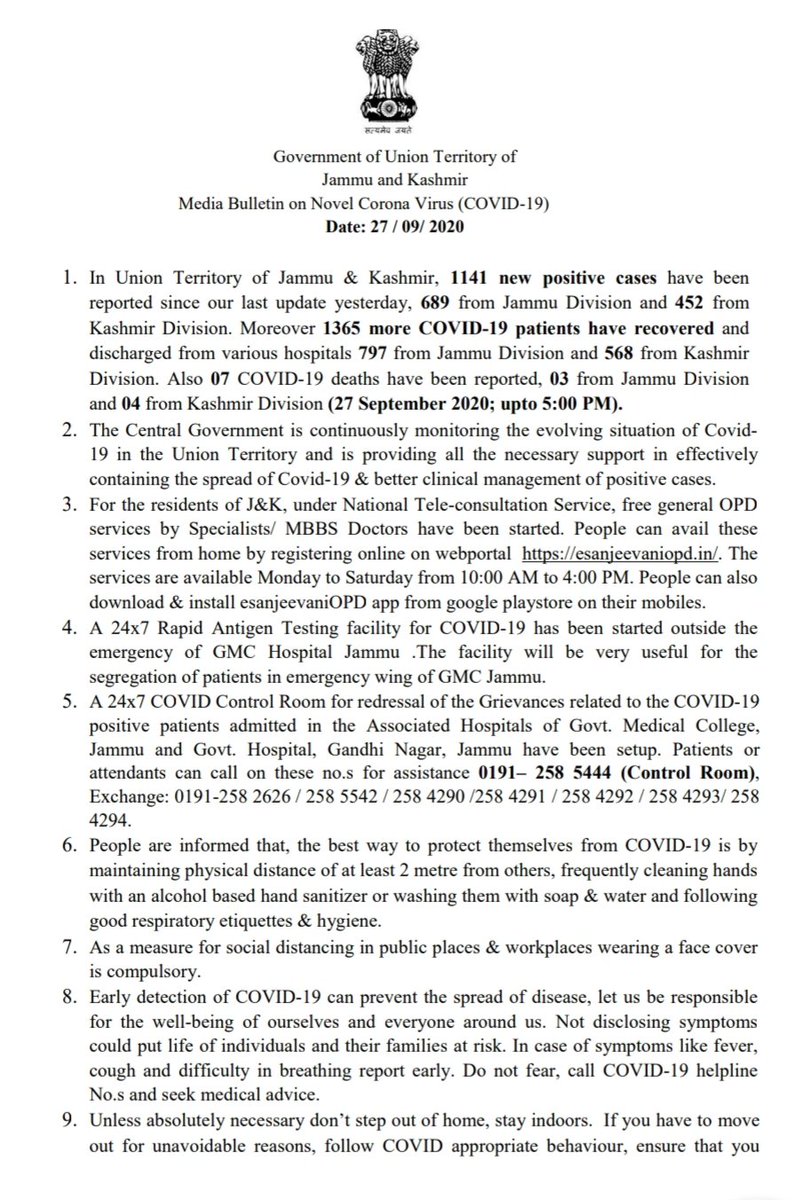 सत्यमेव जयते
Government of Union Territory of
Jammu and Kashmir
Media Bulletin on Novel Corona Virus (COVID-19)
Date: 27 / 09/ 2020
1. In Union Territory of Jammu & Kashmir, 1141 new positive cases have been
reported since our last update yesterday, 689 from Jammu Division and 452 from
Kashmir Division. Moreover 1365 more COVID-19 patients have recovered and
discharged from various hospitals 797 from Jammu Division and 568 from Kashmir
Division. Also 07 COVID-19 deaths have been reported, 03 from Jammu Division
and 04 from Kashmir Division (27 September 2020; upto 5:00 PM).
2. The Central Government is continuously monitoring the evolving situation of Covid-
19 in the Union Territory and is providing all the necessary support in effectively
containing the spread of Covid-19 & better clinical management of positive cases.
3. For the residents of J&K, under National Tele-consultation Service, free general OPD
services by Specialists/ MBBS Doctors have been started. People can avail these
services from home by registering online on webportal https://esanjeevaniopd.in/. The
services are available Monday to Saturday from 10:00 AM to 4:00 PM. People can also
download & install esanjeevaniOPD app from google playstore on their mobiles.
4. A 24x7 Rapid Antigen Testing facility for COVID-19 has been started outside the
emergency of GMC Hospital Jammu .The facility will be very useful for the
segregation of patients in emergency wing of GMC Jammu.
5. A 24x7 COVID Control Room for redressal of the Grievances related to the COVID-19
positive patients admitted in the Associated Hospitals of Govt. Medical College,
Jammu and Govt. Hospital, Gandhi Nagar, Jammu have been setup. Patients or
attendants can call on these no.s for assistance 0191– 258 5444 (Control Room),
Exchange: 0191-258 2626 / 258 5542 / 258 4290 /258 4291 / 258 4292 / 258 4293/ 258
4294.
6. People are informed that, the best way to protect themselves from COVID-19 is by
maintaining physical distance of at least 2 metre from others, frequently cleaning hands
with an alcohol based hand sanitizer or washing them with soap & water and following
good respiratory etiquettes & hygiene.
7. As a measure for social distancing in public places & workplaces wearing a face cover
is compulsory.
8. Early detection of COVID-19 can prevent the spread of disease, let us be responsible
for the well-being of ourselves and everyone around us. Not disclosing symptoms
could put life of individuals and their families at risk. In case of symptoms like fever,
cough and difficulty in breathing report early. Do not fear, call COVID-19 helpline
No.s and seek medical advice.
9. Unless absolutely necessary don’t step out of home, stay indoors. If you have to move
out for unavoidable reasons, follow COVID appropriate behaviour, ensure that you